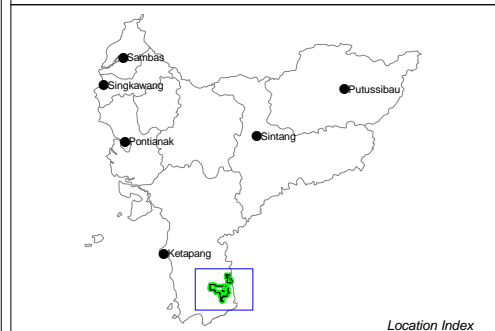 Sambas
Singkawang
Putussibau
Sintang
Pontianak
Ketapang
Location Index